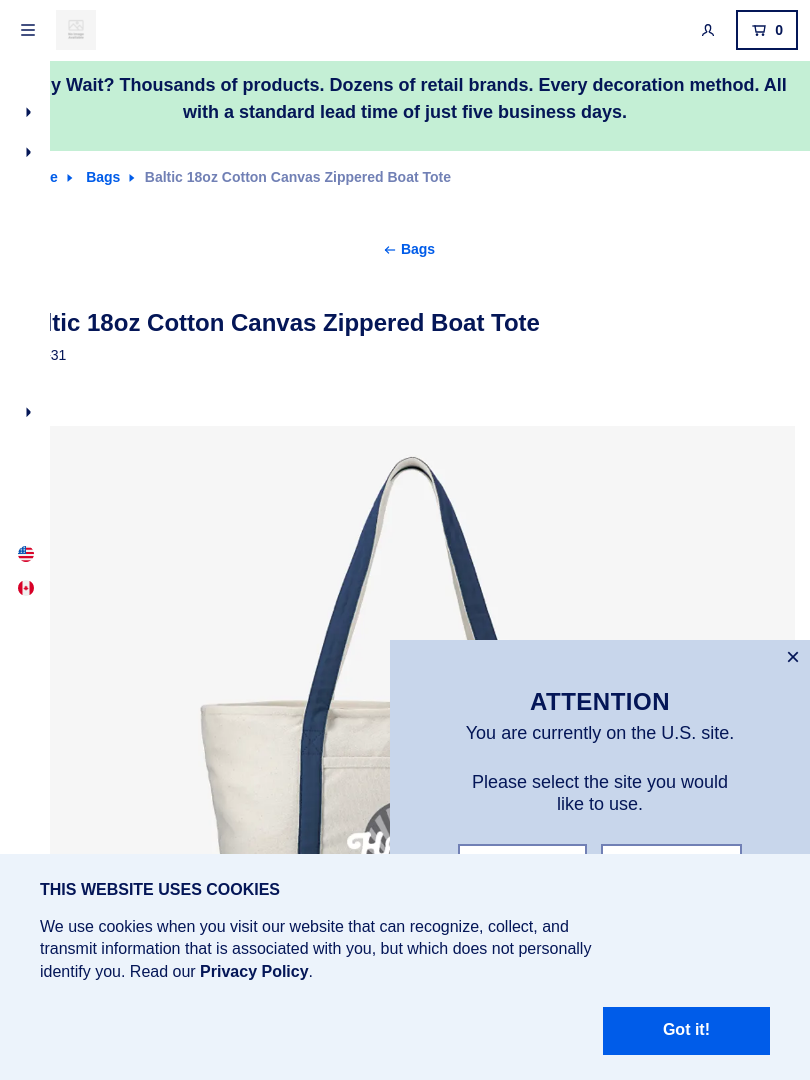 0
y Wait? Thousands of products. Dozens of retail brands. Every decoration method. All
with a standard lead time of just five business days.
e Bags Baltic 18oz Cotton Canvas Zippered Boat Tote
Bags
ltic 18oz Cotton Canvas Zippered Boat Tote
31
ATTENTION
You are currently on the U.S. site.
Please select the site you would
like to use.
THIS WEBSITE USES COOKIES
We use cookies when you visit our website that can recognize, collect, and
transmit information that is associated with you, but which does not personally
identify you. Read our Privacy Policy.
Got it!